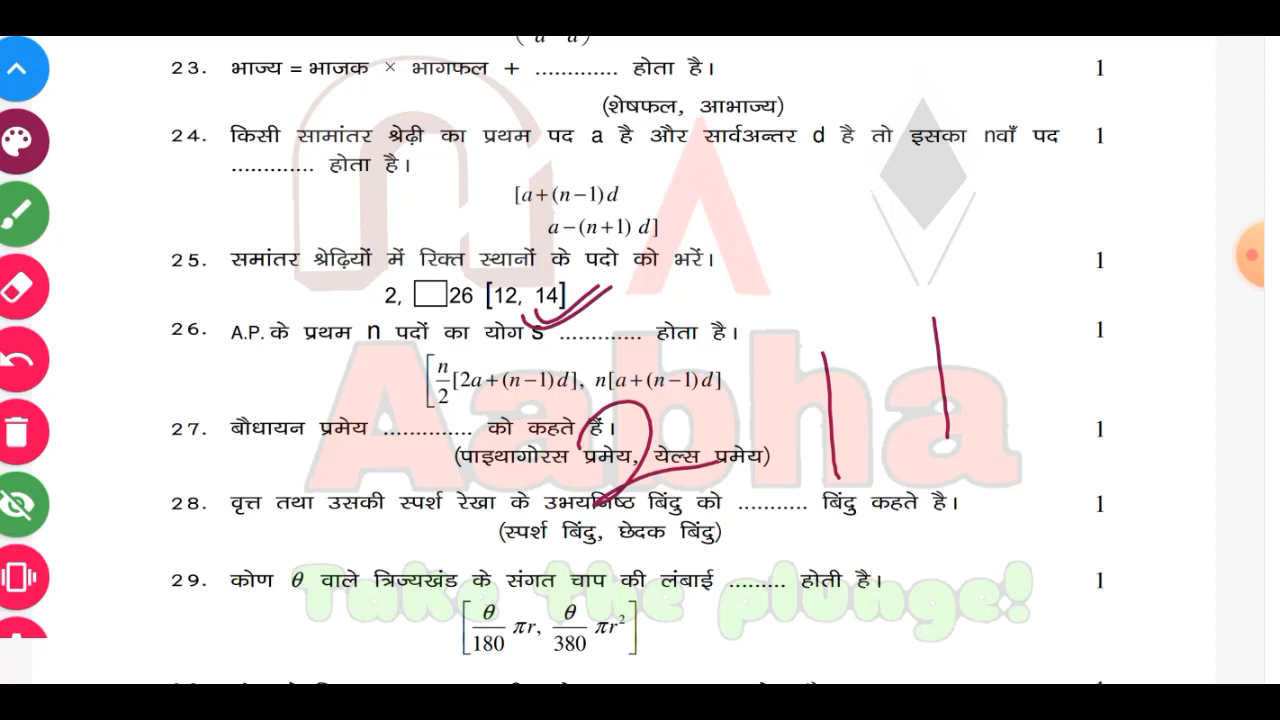 23. भाज्य = भाजक × भागफल + ............. होता है। 1
(शेषफल, आभाज्य)
24. किसी सामांतर श्रेढ़ी का प्रथम पद a है और सार्वअन्तर d है तो इसका nवाँ पद 1
............. होता है।
[a+(n−1)d
a−(n+1) d]
25. समांतर श्रेढ़ियों में रिक्त स्थानों के पदो को भरें। 1
2, □26 [12, 14]
26. A.P. के प्रथम n पदों का योग s ............. होता है। 1
[n/2[2a+(n−1)d], n[a+(n−1)d]
27. बौधायन प्रमेय .............. को कहते हैं। 1
(पाइथागोरस प्रमेय, येल्स प्रमेय)
28. वृत्त तथा उसकी स्पर्श रेखा के उभयनिष्ठ बिंदु को ........... बिंदु कहते है। 1
(स्पर्श बिंदु, छेदक बिंदु)
29. कोण θ वाले त्रिज्यखंड के संगत चाप की लंबाई ......... होती है। 1
[θ/180 πr, θ/380 πr²]
Aabha
Take the plunge!
2